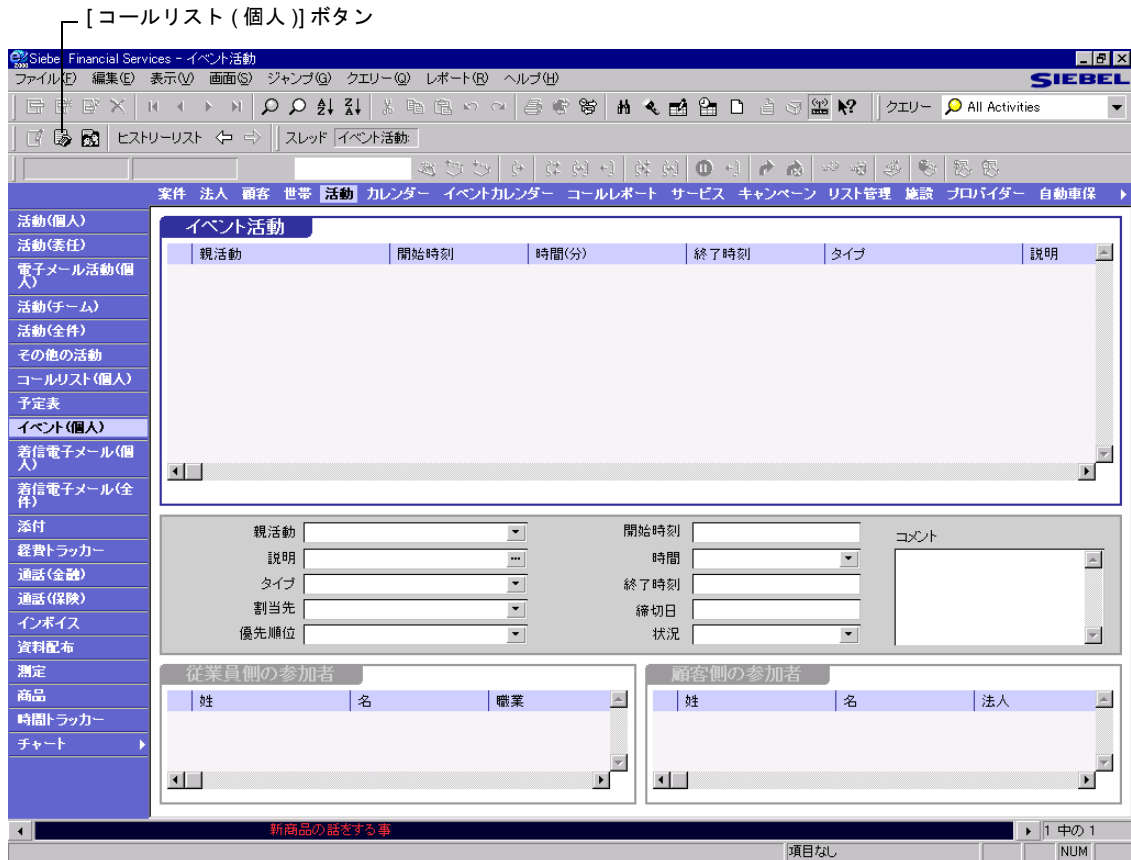 [コールリスト ( 個人 )] ボタン
Siebel Financial Services - イベント活動
ファイル(F) 編集(E) 表示(V) 画面(S) ジャンプ(G) クエリー(Q) レポート(R) ヘルプ(H)
SIEBEL
クエリー All Activities
ヒストリーリスト スレッド イベント活動:
案件 法人 顧客 世帯 活動 カレンダー イベントカレンダー コールレポート サービス キャンペーン リスト管理 施設 プロバイダー 自動車保
活動(個人)
活動(委任)
電子メール活動(個
人)
活動(チーム)
活動(全件)
その他の活動
コールリスト(個人)
予定表
イベント(個人)
着信電子メール(個
人)
着信電子メール(全
件)
添付
経費トラッカー
通話(金融)
通話(保険)
インボイス
資料配布
測定
商品
時間トラッカー
チャート
イベント活動
親活動 開始時刻 時間(分) 終了時刻 タイプ 説明
親活動 開始時刻 コメント
説明 時間
タイプ 終了時刻
割当先 締切日
優先順位 状況
従業員側の参加者
姓 名 職業
顧客側の参加者
姓 名 法人
新商品の話をする事
1 中の 1
項目なし NUM